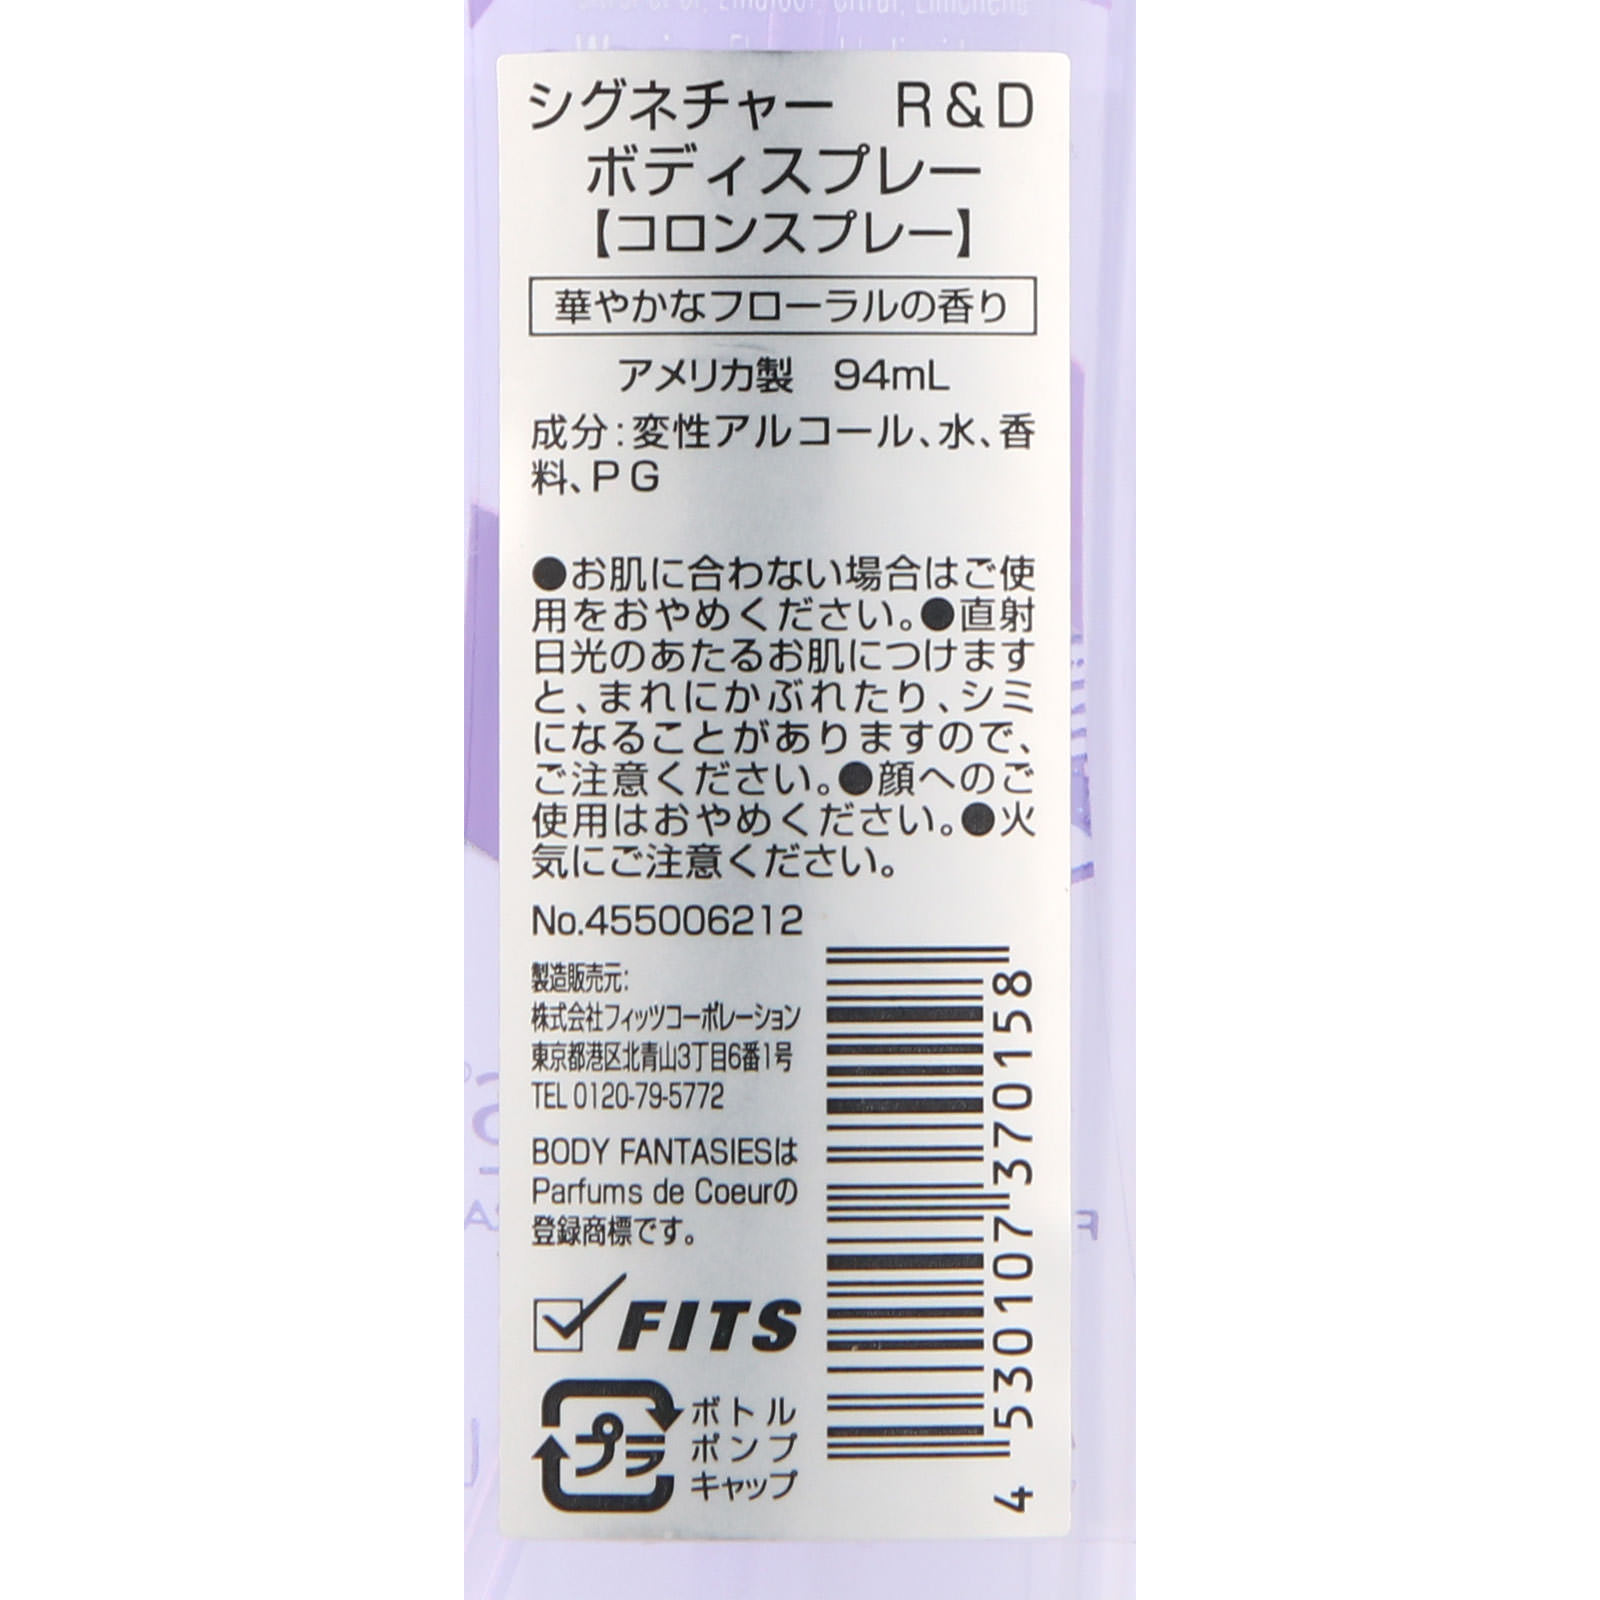 シグネチャー　R&D
ボディスプレー
【コロンスプレー】
華やかなフローラルの香り
アメリカ製　94mL
成分:変性アルコール、水、香
料、PG
●お肌に合わない場合はご使
用をおやめください。●直射
日光のあたるお肌につけます
と、まれにかぶれたり、シミ
になることがありますので、
ご注意ください。●顔へのご
使用はおやめください。●火
気にご注意ください。
No.455006212
製造販売元:
株式会社フィッツコーポレーション
東京都港区北青山3丁目6番1号
TEL 0120-79-5772
BODY FANTASIESは
Parfums de Coeurの
登録商標です。
FITS
プラ
ボトル
ポンプ
キャップ
4 530107 370158